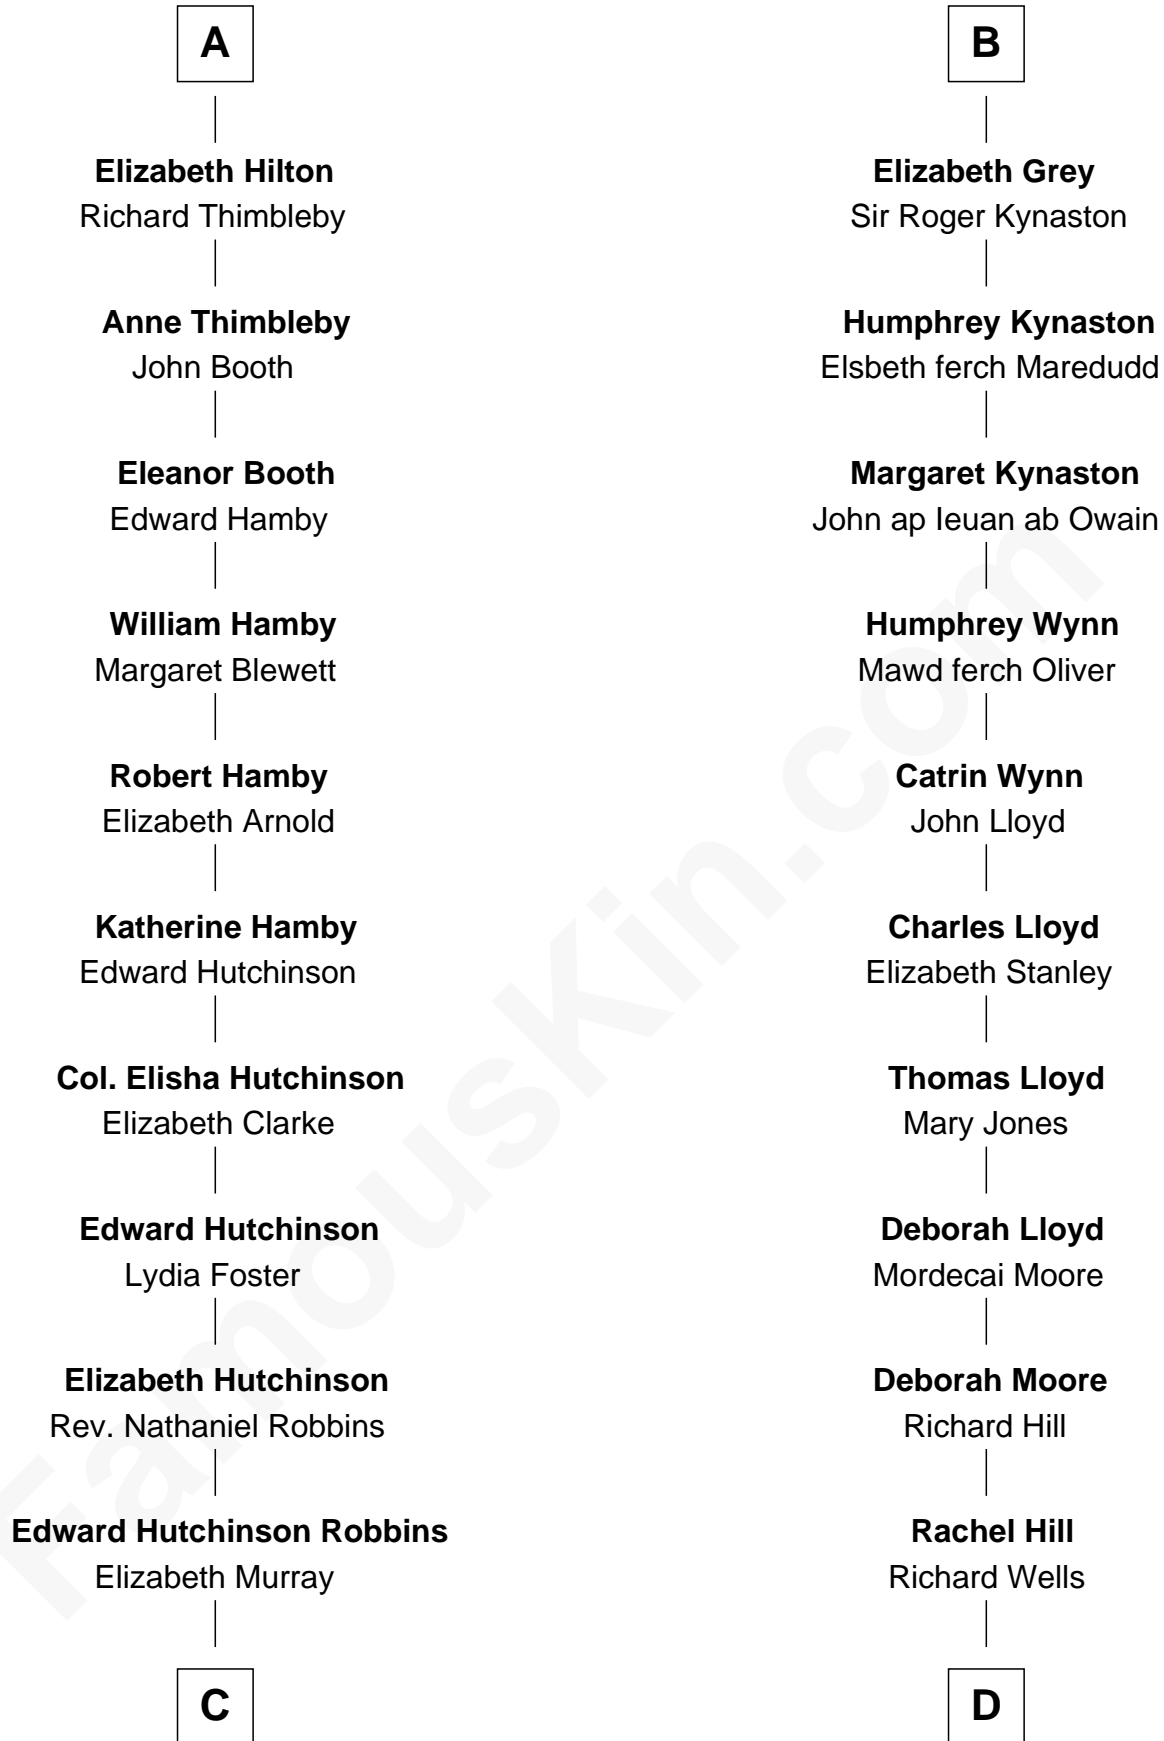 A
Elizabeth Hilton
Richard Thimbleby
Anne Thimbleby
John Booth
Eleanor Booth
Edward Hamby
William Hamby
Margaret Blewett
Robert Hamby
Elizabeth Arnold
Katherine Hamby
Edward Hutchinson
Col. Elisha Hutchinson
Elizabeth Clarke
Edward Hutchinson
Lydia Foster
Elizabeth Hutchinson
Rev. Nathaniel Robbins
Edward Hutchinson Robbins
Elizabeth Murray
C
B
Elizabeth Grey
Sir Roger Kynaston
Humphrey Kynaston
Elsbeth ferch Maredudd
Margaret Kynaston
John ap Ieuan ab Owain
Humphrey Wynn
Mawd ferch Oliver
Catrin Wynn
John Lloyd
Charles Lloyd
Elizabeth Stanley
Thomas Lloyd
Mary Jones
Deborah Lloyd
Mordecai Moore
Deborah Moore
Richard Hill
Rachel Hill
Richard Wells
D
FamousKin.com